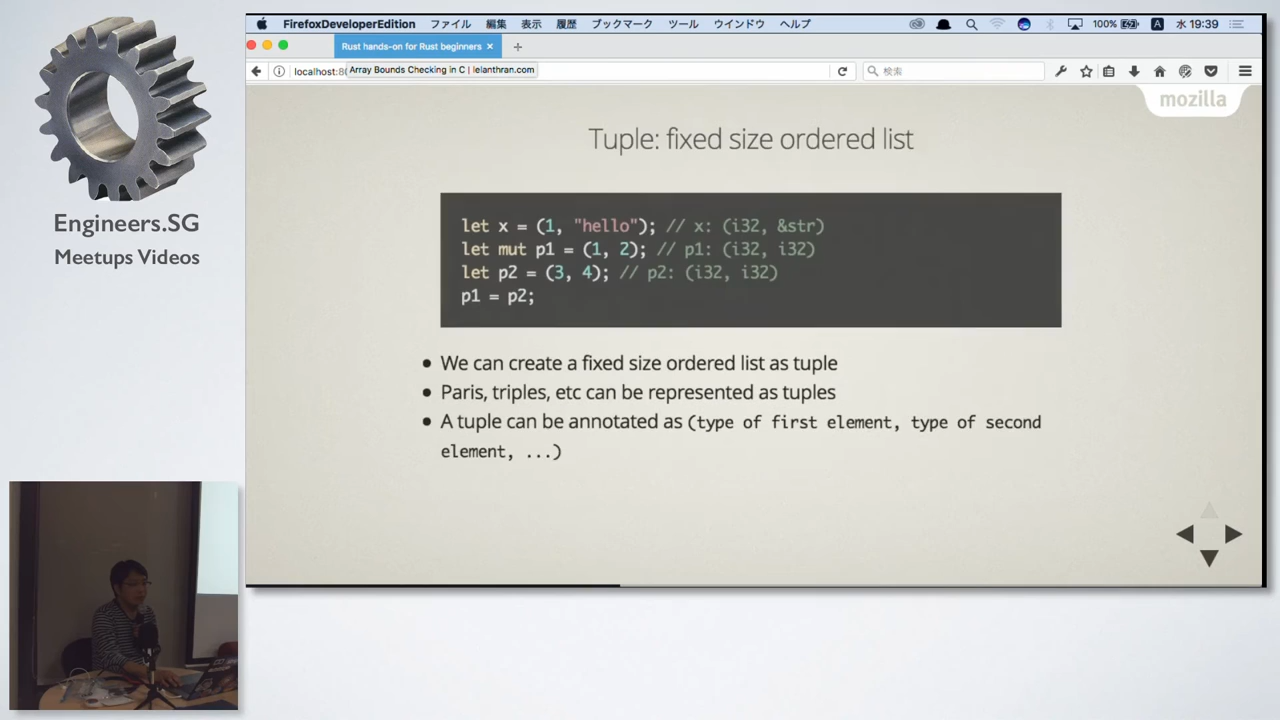 FirefoxDeveloperEdition ファイル 編集 表示 履歴 ブックマーク ツール ウインドウ ヘルプ 100% A 水 19:39
Rust hands-on for Rust beginners × +
localhost:80
Array Bounds Checking in C | lelanthran.com
検索
mozilla
Tuple: fixed size ordered list
let x = (1, "hello"); // x: (i32, &str)
let mut p1 = (1, 2); // p1: (i32, i32)
let p2 = (3, 4); // p2: (i32, i32)
p1 = p2;
• We can create a fixed size ordered list as tuple
• Paris, triples, etc can be represented as tuples
• A tuple can be annotated as (type of first element, type of second
element, ...)
Engineers.SG
Meetups Videos